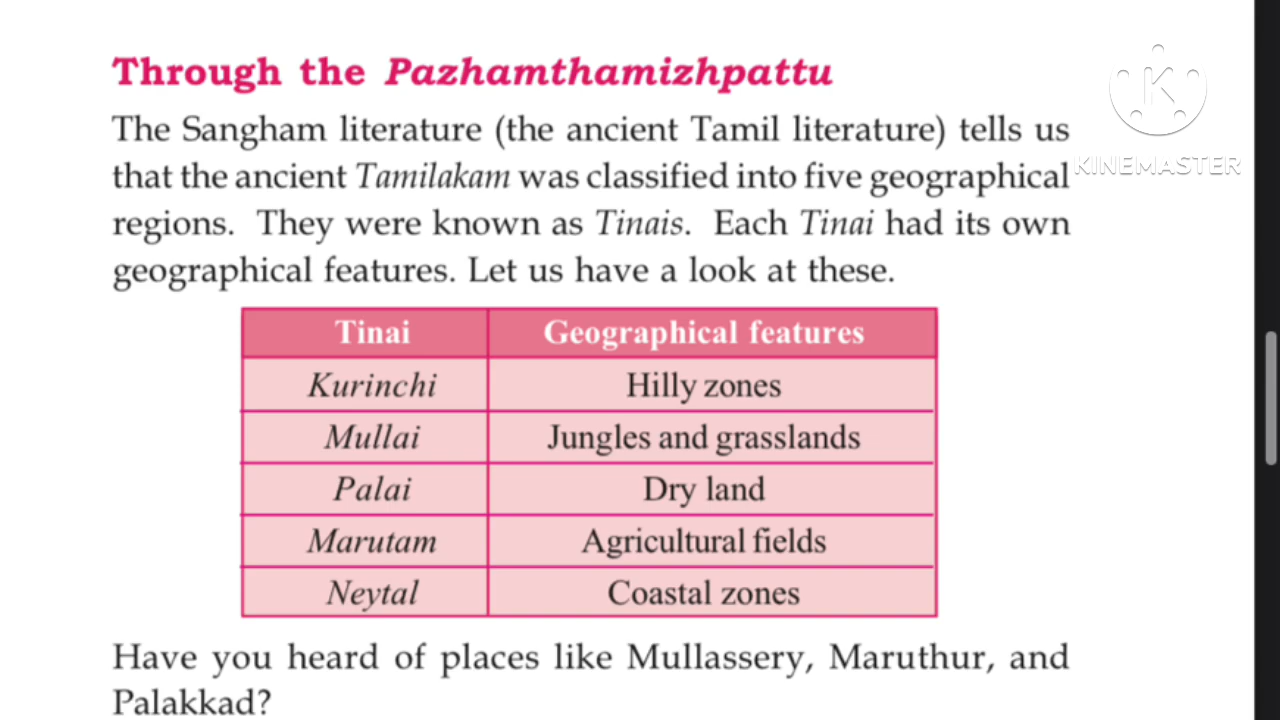 Through the Pazhamthamizhpattu
The Sangham literature (the ancient Tamil literature) tells us
that the ancient Tamilakam was classified into five geographical
regions. They were known as Tinais. Each Tinai had its own
geographical features. Let us have a look at these.
Tinai Geographical features
Kurinchi Hilly zones
Mullai Jungles and grasslands
Palai Dry land
Marutam Agricultural fields
Neytal Coastal zones
Have you heard of places like Mullassery, Maruthur, and
Palakkad?
K
KINEMASTER